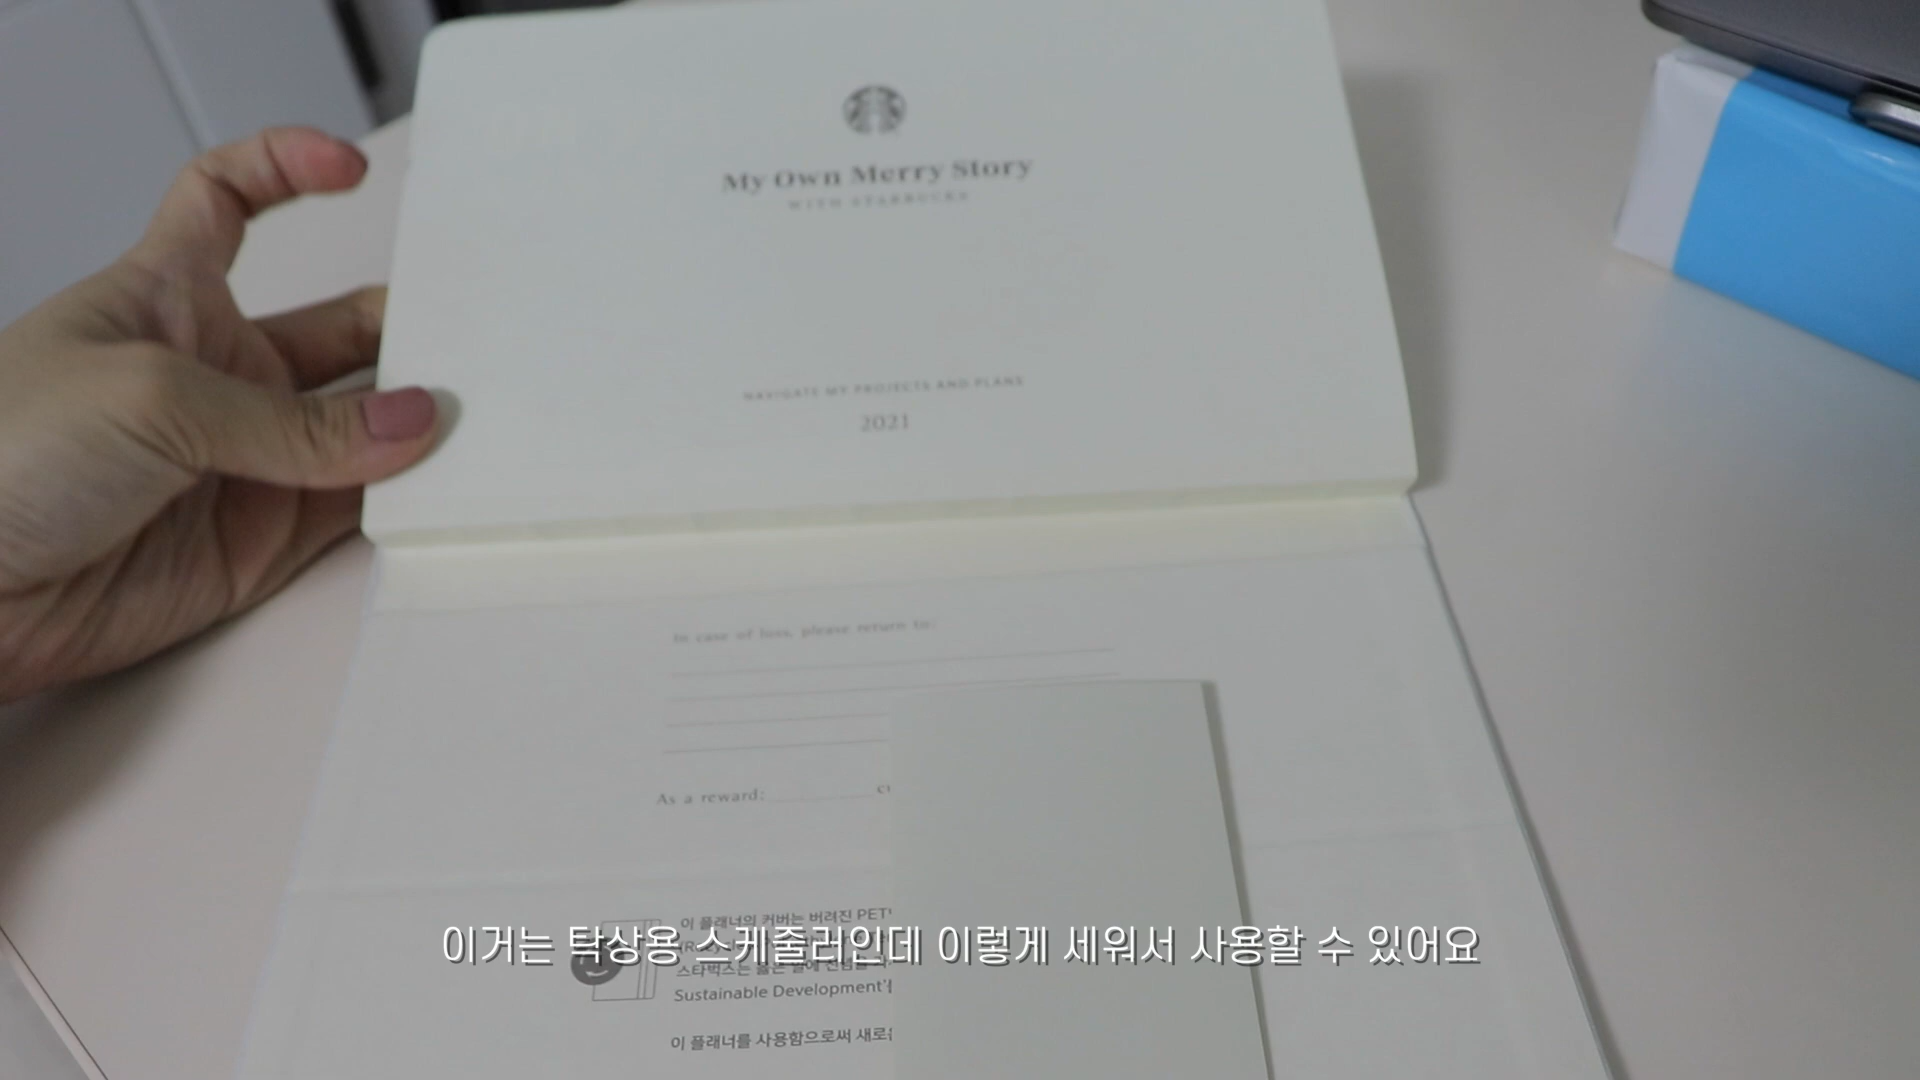 My Own Merry Story
WITH STARBUCKS
NAVIGATE MY PROJECTS AND PLANS
2021
In case of loss, please return to:
As a reward:
이 플래너의 커버는 버려진 PET
이거는 탁상용 스케줄러인데 이렇게 세워서 사용할 수 있어요
스타벅스는
Sustainable Development'를
이 플래너를 사용함으로써 새로운